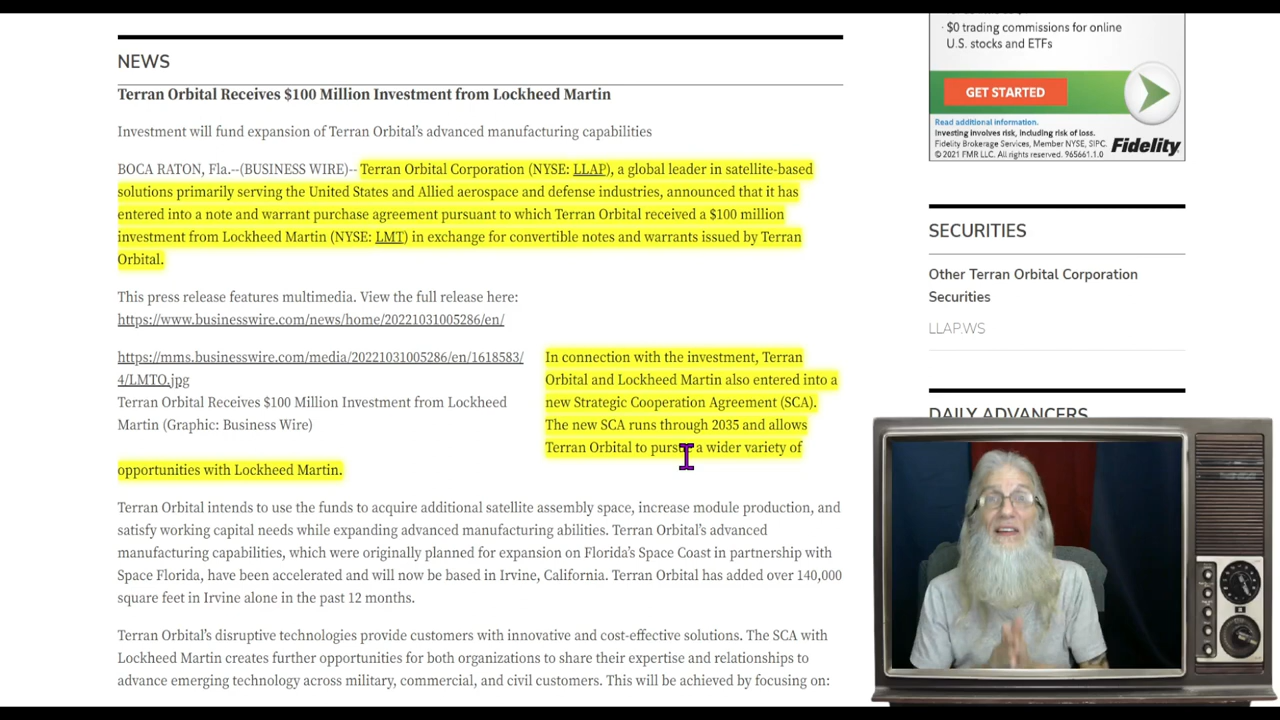 NEWS
Terran Orbital Receives $100 Million Investment from Lockheed Martin
Investment will fund expansion of Terran Orbital's advanced manufacturing capabilities
BOCA RATON, Fla.--(BUSINESS WIRE)-- Terran Orbital Corporation (NYSE: LLAP), a global leader in satellite-based
solutions primarily serving the United States and Allied aerospace and defense industries, announced that it has
entered into a note and warrant purchase agreement pursuant to which Terran Orbital received a $100 million
investment from Lockheed Martin (NYSE: LMT) in exchange for convertible notes and warrants issued by Terran
Orbital.
This press release features multimedia. View the full release here:
https://www.businesswire.com/news/home/20221031005286/en/
https://mms.businesswire.com/media/20221031005286/en/1618583/
4/LMTO.jpg
Terran Orbital Receives $100 Million Investment from Lockheed
Martin (Graphic: Business Wire)
In connection with the investment, Terran
Orbital and Lockheed Martin also entered into a
new Strategic Cooperation Agreement (SCA).
The new SCA runs through 2035 and allows
Terran Orbital to pursue a wider variety of
opportunities with Lockheed Martin.
Terran Orbital intends to use the funds to acquire additional satellite assembly space, increase module production, and
satisfy working capital needs while expanding advanced manufacturing abilities. Terran Orbital's advanced
manufacturing capabilities, which were originally planned for expansion on Florida's Space Coast in partnership with
Space Florida, have been accelerated and will now be based in Irvine, California. Terran Orbital has added over 140,000
square feet in Irvine alone in the past 12 months.
Terran Orbital's disruptive technologies provide customers with innovative and cost-effective solutions. The SCA with
Lockheed Martin creates further opportunities for both organizations to share their expertise and relationships to
advance emerging technology across military, commercial, and civil customers. This will be achieved by focusing on:
· $0 trading commissions for online
U.S. stocks and ETFs
GET STARTED
Read additional information.
Investing involves risk, including risk of loss.
Fidelity Brokerage Services, Member NYSE, SIPC.
© 2021 FMR LLC. All rights reserved. 965661.1.0
Fidelity
SECURITIES
Other Terran Orbital Corporation
Securities
LLAP.WS
DAILY ADVANCERS